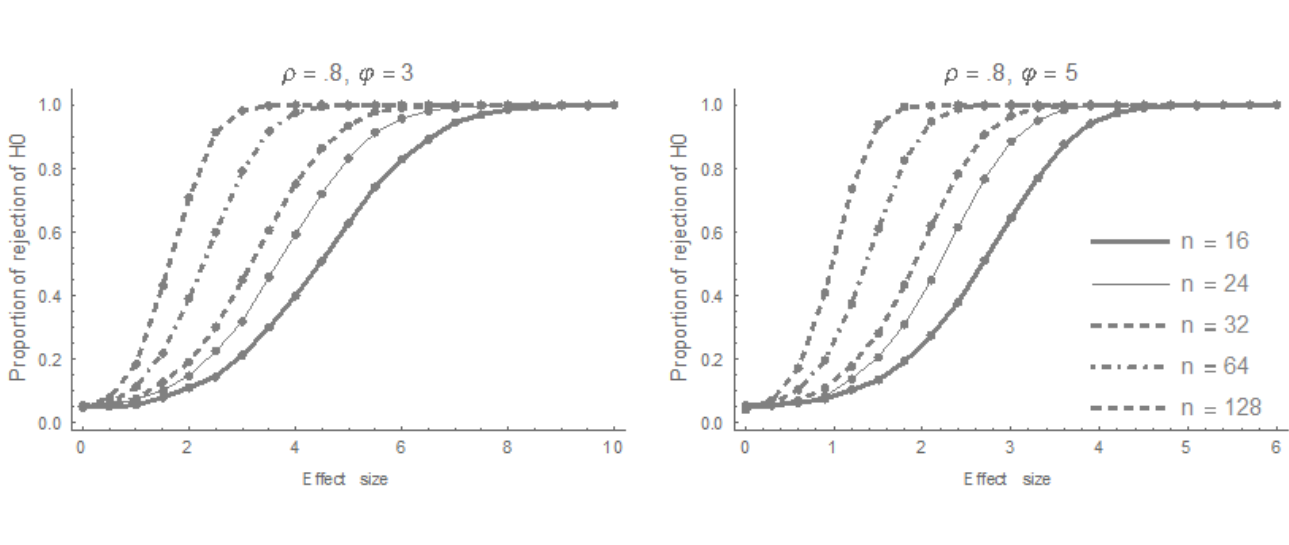 ρ = .8, φ = 3
1.0
0.8
0.6
0.4
0.2
0.0
Proportion of rejection of H0
0 2 4 6 8 10
Effect size
ρ = .8, φ = 5
1.0
0.8
0.6
0.4
0.2
0.0
Proportion of rejection of H0
n = 16
n = 24
n = 32
n = 64
n = 128
0 1 2 3 4 5 6
Effect size